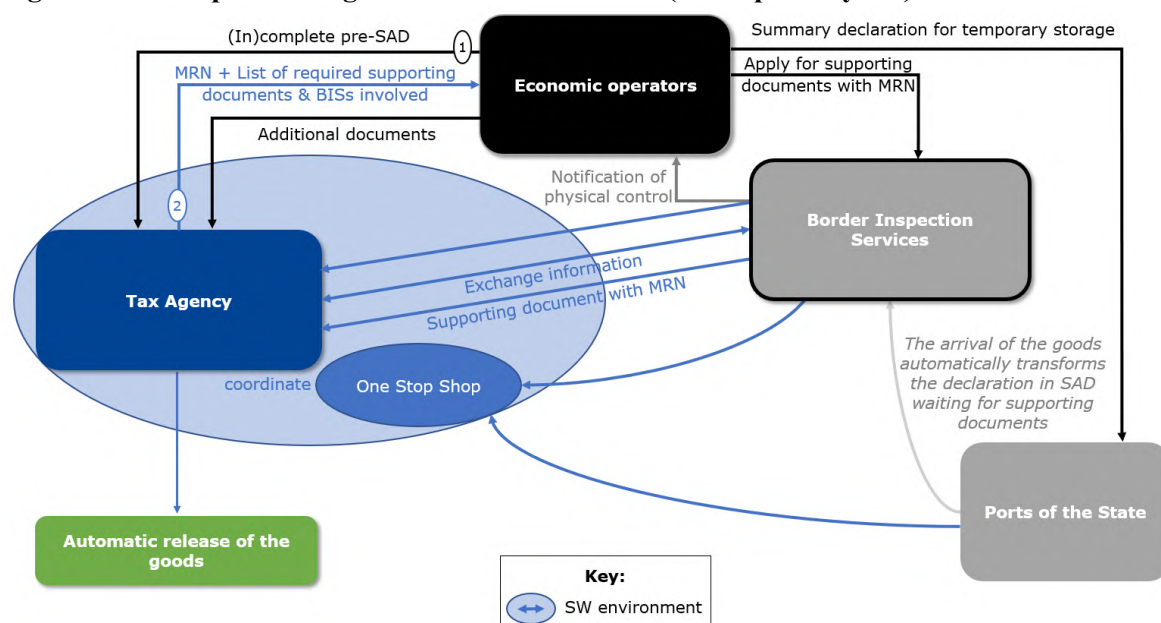 (In)complete pre-SAD
1
Summary declaration for temporary storage
MRN + List of required supporting
documents & BISs involved
Economic operators
Apply for supporting
documents with MRN
Additional documents
Notification of
physical control
2
Border Inspection
Services
Tax Agency
Exchange information
Supporting document with MRN
The arrival of the goods
automatically transforms
the declaration in SAD
waiting for supporting
documents
coordinate
One Stop Shop
Ports of the State
Automatic release of the
goods
Key:
SW environment